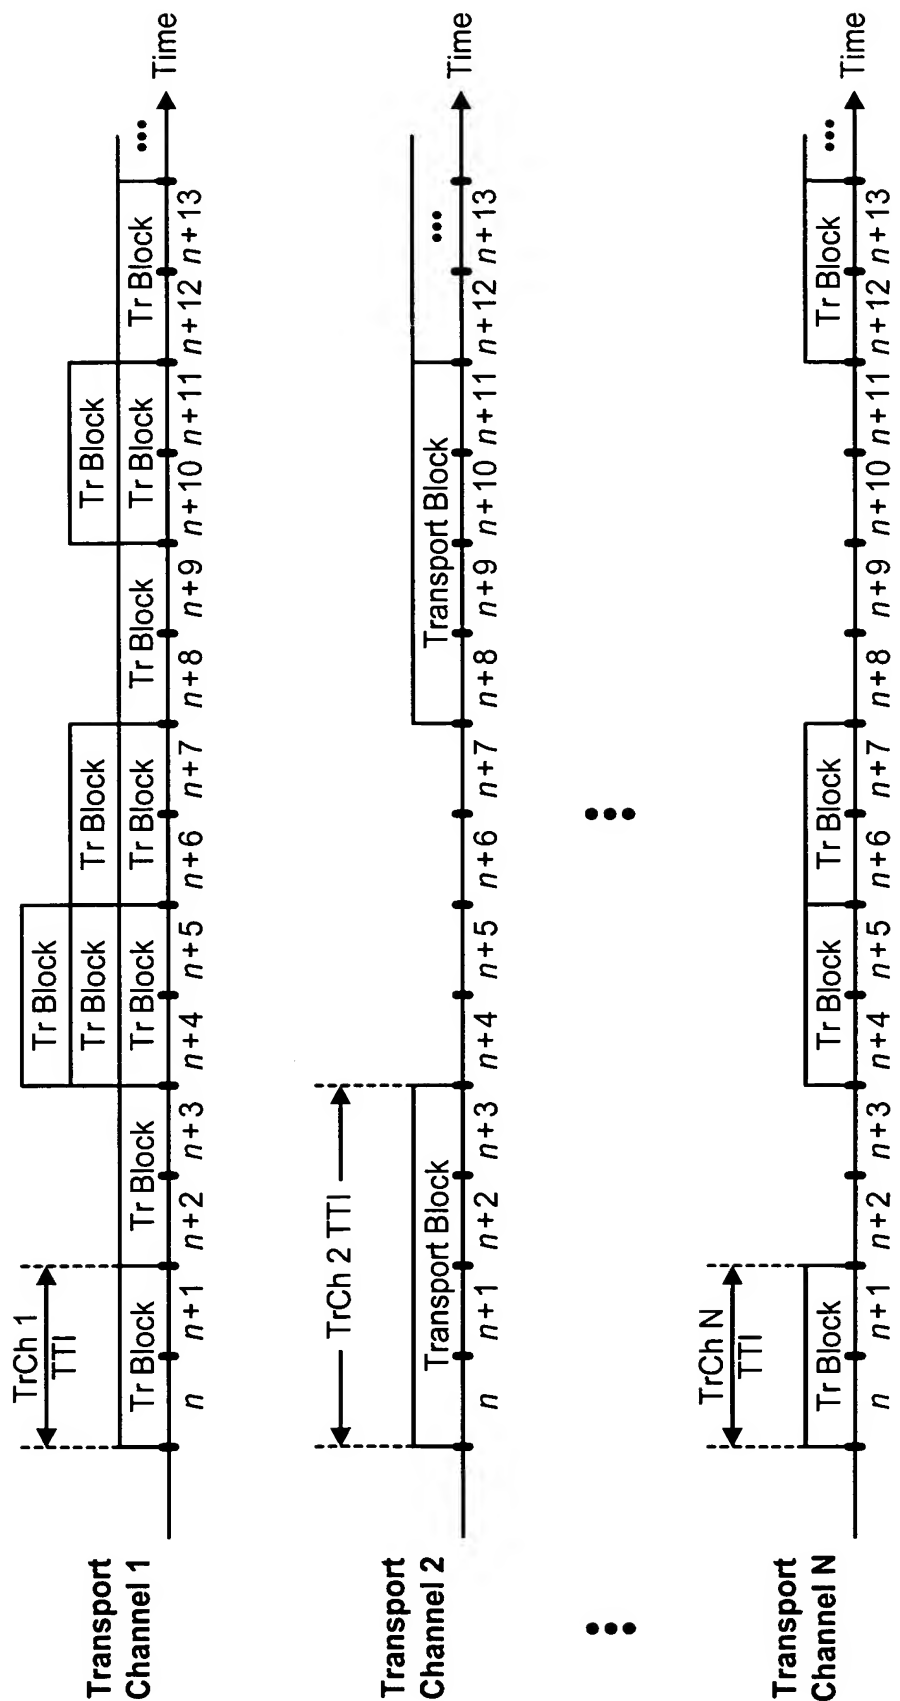 TrCh 1
TTI
Tr Block
Tr Block Tr Block Tr Block
Transport
Channel 1
Tr Block Tr Block Tr Block Tr Block Tr Block Tr Block Tr Block
•••
Time
n n+1 n+2 n+3 n+4 n+5 n+6 n+7 n+8 n+9 n+10 n+11 n+12 n+13
TrCh 2 TTI
Transport
Channel 2
Transport Block Transport Block
•••
Time
n n+1 n+2 n+3 n+4 n+5 n+6 n+7 n+8 n+9 n+10 n+11 n+12 n+13
••• •••
TrCh N
TTI
Transport
Channel N
Tr Block Tr Block Tr Block Tr Block
•••
Time
n n+1 n+2 n+3 n+4 n+5 n+6 n+7 n+8 n+9 n+10 n+11 n+12 n+13